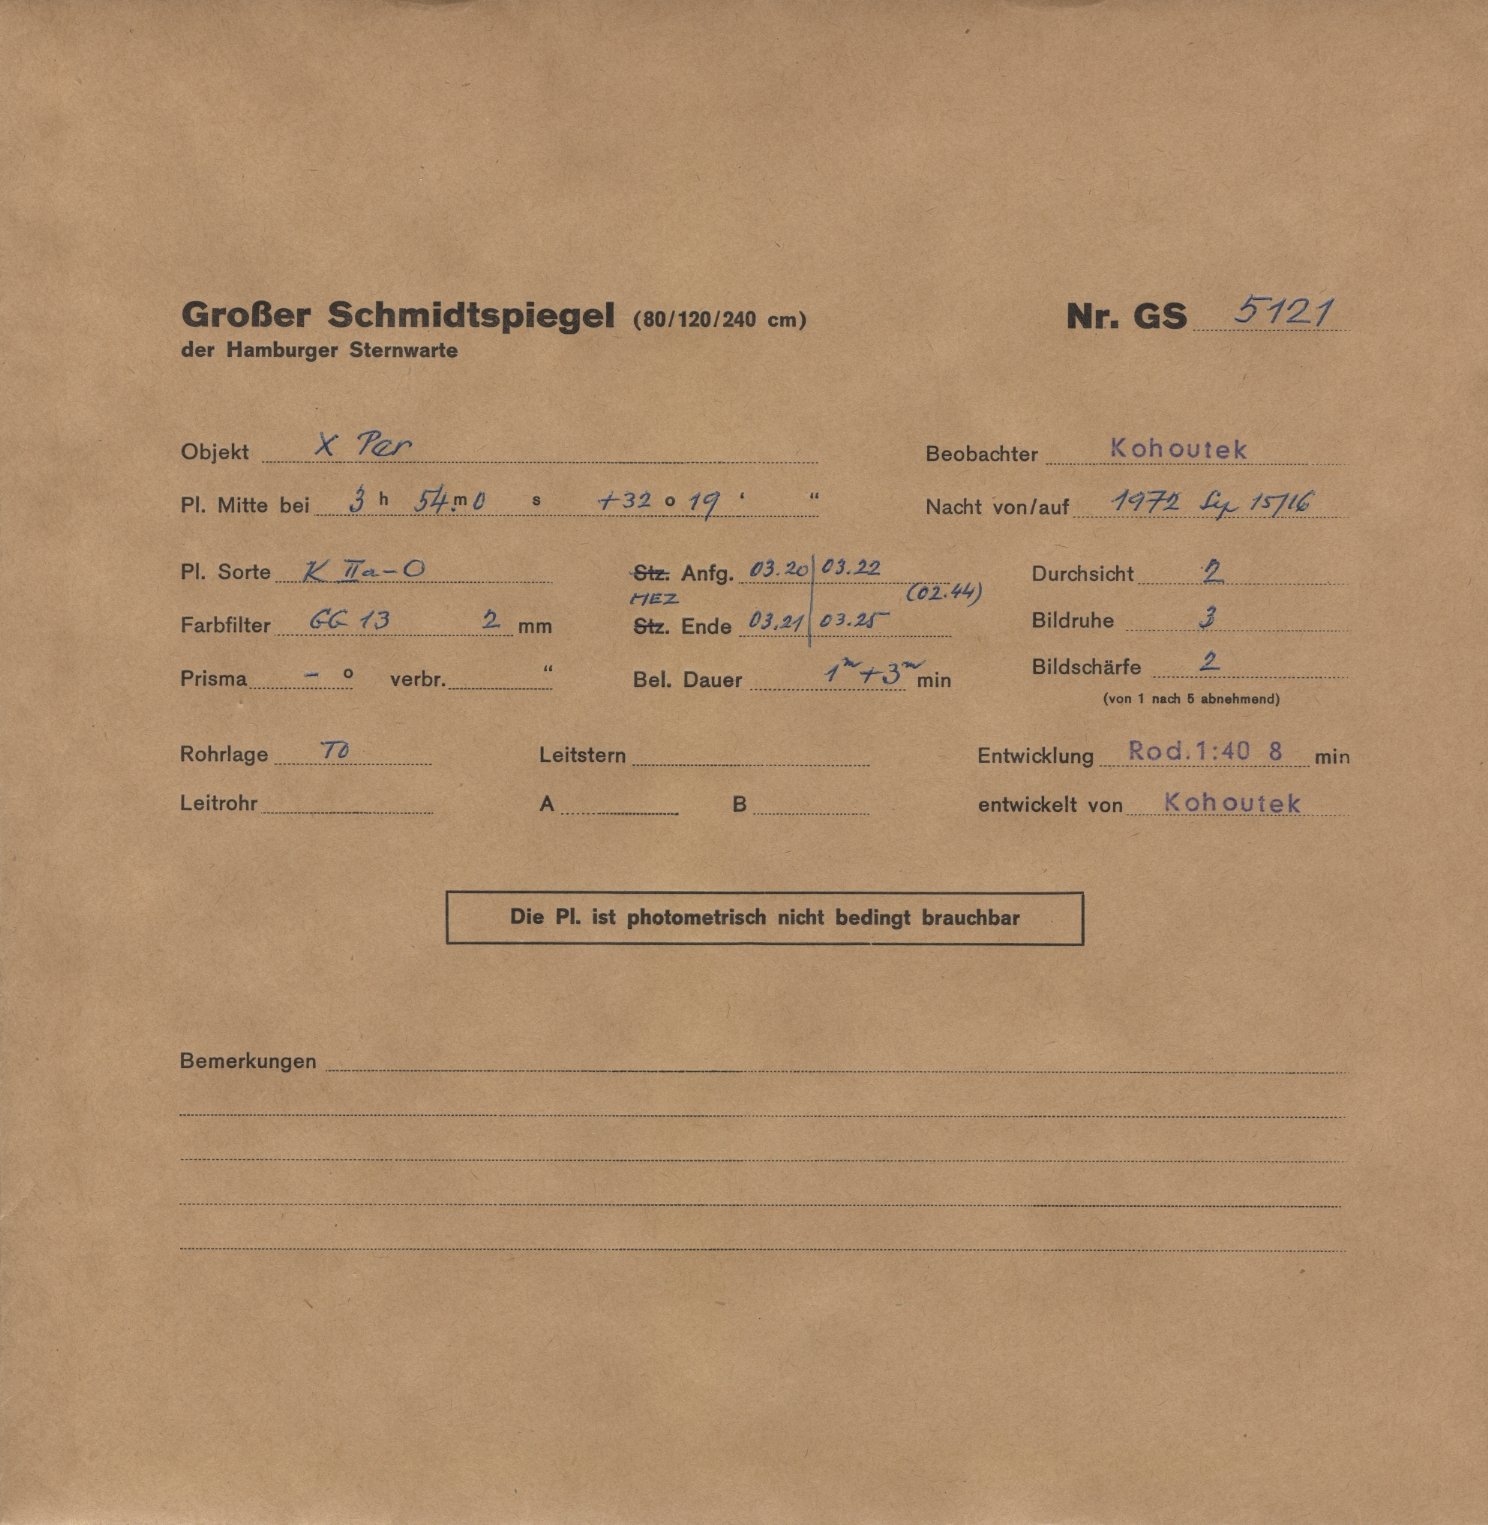 Großer Schmidtspiegel (80/120/240 cm) Nr. GS 5121
der Hamburger Sternwarte
Objekt X Per Beobachter Kohoutek
Pl. Mitte bei 3 h 54 m.0 s +32 o 19 ' " Nacht von/auf 1972 Sep 15/16
Pl. Sorte K IIa-O Stz. Anfg. 03.20 03.22 Durchsicht 2
MEZ (02.44)
Farbfilter GG 13 2 mm Stz. Ende 03.21 03.25 Bildruhe 3
Prisma - o verbr. " Bel. Dauer 1m+3m min Bildschärfe 2
(von 1 nach 5 abnehmend)
Rohrlage TO Leitstern Entwicklung Rod.1:40 8 min
Leitrohr A B entwickelt von Kohoutek
Die Pl. ist photometrisch nicht bedingt brauchbar
Bemerkungen